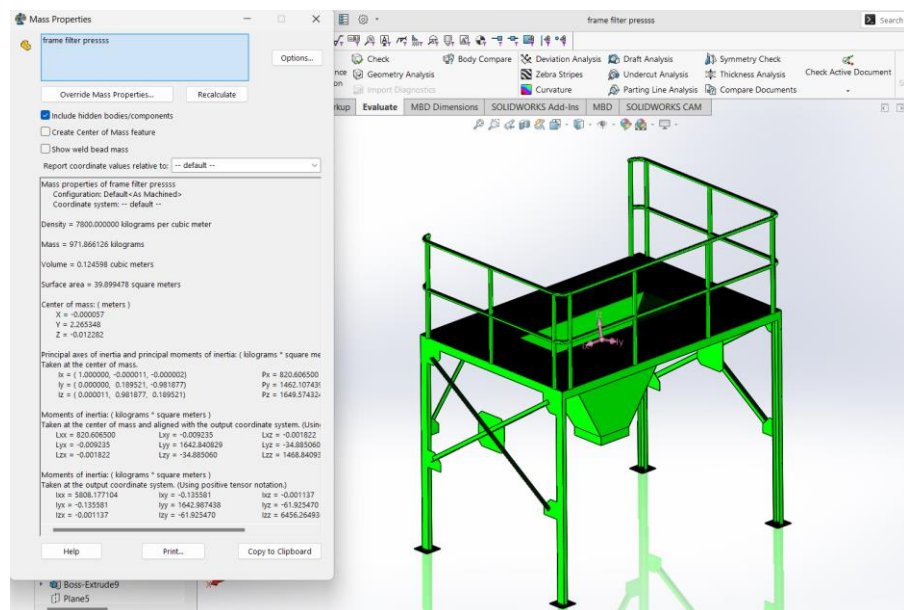 Mass Properties
frame filter pressss
Options...
Override Mass Properties...
Recalculate
Include hidden bodies/components
Create Center of Mass feature
Show weld bead mass
Report coordinate values relative to: -- default --
Mass properties of frame filter pressss
Configuration: Default<As Machined>
Coordinate system: -- default --
Density = 7800.000000 kilograms per cubic meter
Mass = 971.866126 kilograms
Volume = 0.124598 cubic meters
Surface area = 39.899478 square meters
Center of mass: ( meters )
X = -0.000057
Y = 2.265348
Z = -0.012282
Principal axes of inertia and principal moments of inertia: ( kilograms * square me
Taken at the center of mass.
Ix = ( 1.000000, -0.000011, -0.000002) Px = 820.606500
Iy = ( 0.000000, 0.189521, -0.981877) Py = 1462.107439
Iz = ( 0.000011, 0.981877, 0.189521) Pz = 1649.574324
Moments of inertia: ( kilograms * square meters )
Taken at the center of mass and aligned with the output coordinate system. (Usin
Lxx = 820.606500 Lxy = -0.009235 Lxz = -0.001822
Lyx = -0.009235 Lyy = 1642.840829 Lyz = -34.885060
Lzx = -0.001822 Lzy = -34.885060 Lzz = 1468.84093
Moments of inertia: ( kilograms * square meters )
Taken at the output coordinate system. (Using positive tensor notation.)
Ixx = 5808.177104 Ixy = -0.135581 Ixz = -0.001137
Iyx = -0.135581 Iyy = 1642.987438 Iyz = -61.925470
Izx = -0.001137 Izy = -61.925470 Izz = 6456.26493
Help
Print...
Copy to Clipboard
Boss-Extrude9
Plane5
frame filter pressss
Search
Check
Body Compare
Deviation Analysis
Draft Analysis
Symmetry Check
Geometry Analysis
Zebra Stripes
Undercut Analysis
Thickness Analysis
Check Active Document
Import Diagnostics
Curvature
Parting Line Analysis
Compare Documents
Evaluate
MBD Dimensions
SOLIDWORKS Add-Ins
MBD
SOLIDWORKS CAM